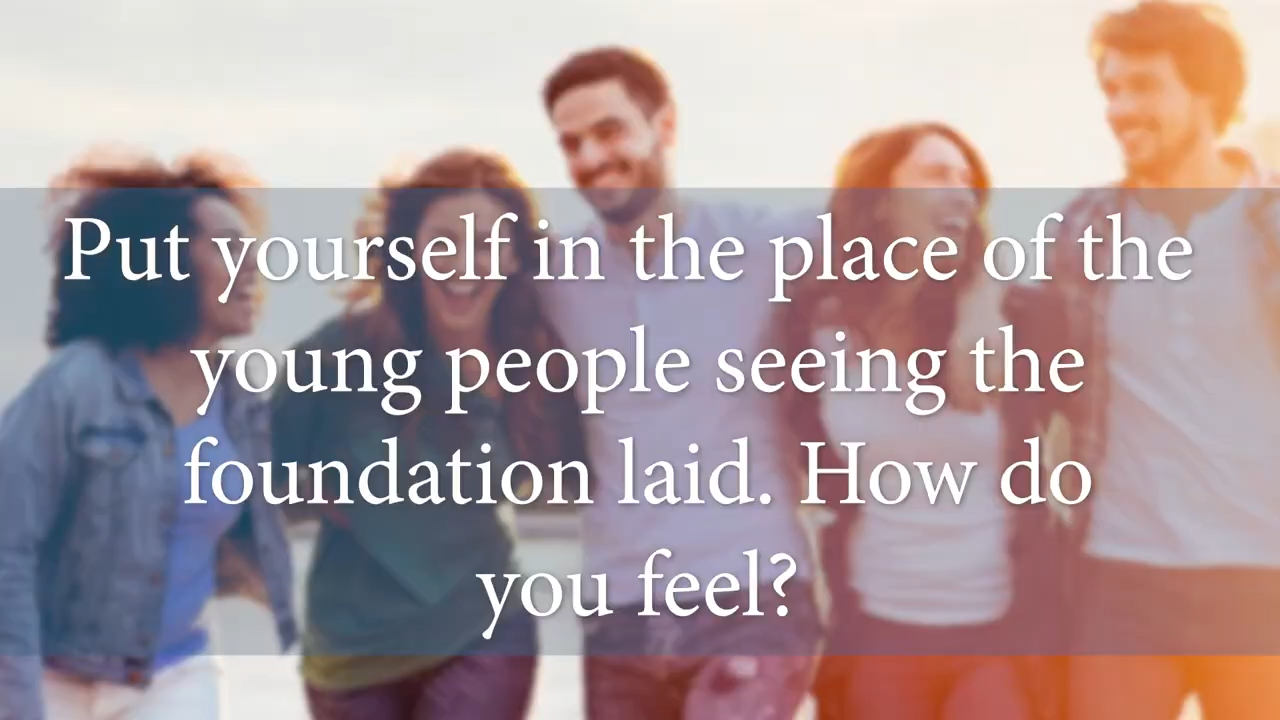 Put yourself in the place of the
young people seeing the
foundation laid. How do
you feel?